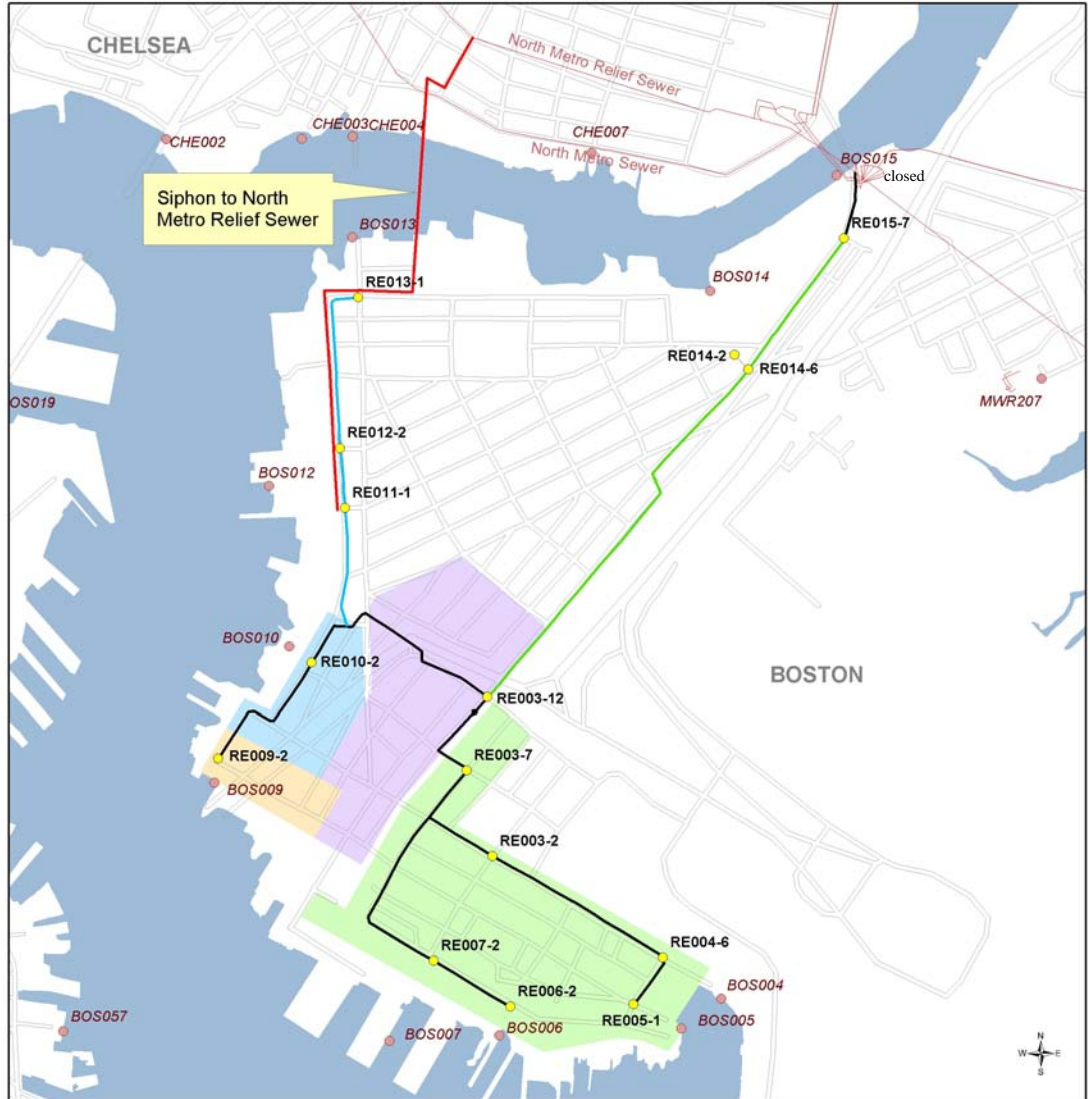 CHELSEA
North Metro Relief Sewer
CHE002
CHE003
CHE004
CHE007
North Metro Sewer
BOS015
closed
Siphon to North
Metro Relief Sewer
BOS013
RE015-7
RE013-1
BOS014
RE014-2
RE014-6
MWR207
OS019
RE012-2
BOS012
RE011-1
BOS010
RE010-2
BOSTON
RE003-12
RE009-2
RE003-7
BOS009
RE003-2
RE007-2
RE004-6
RE006-2
RE005-1
BOS004
BOS057
BOS007
BOS006
BOS005
N
W
E
S